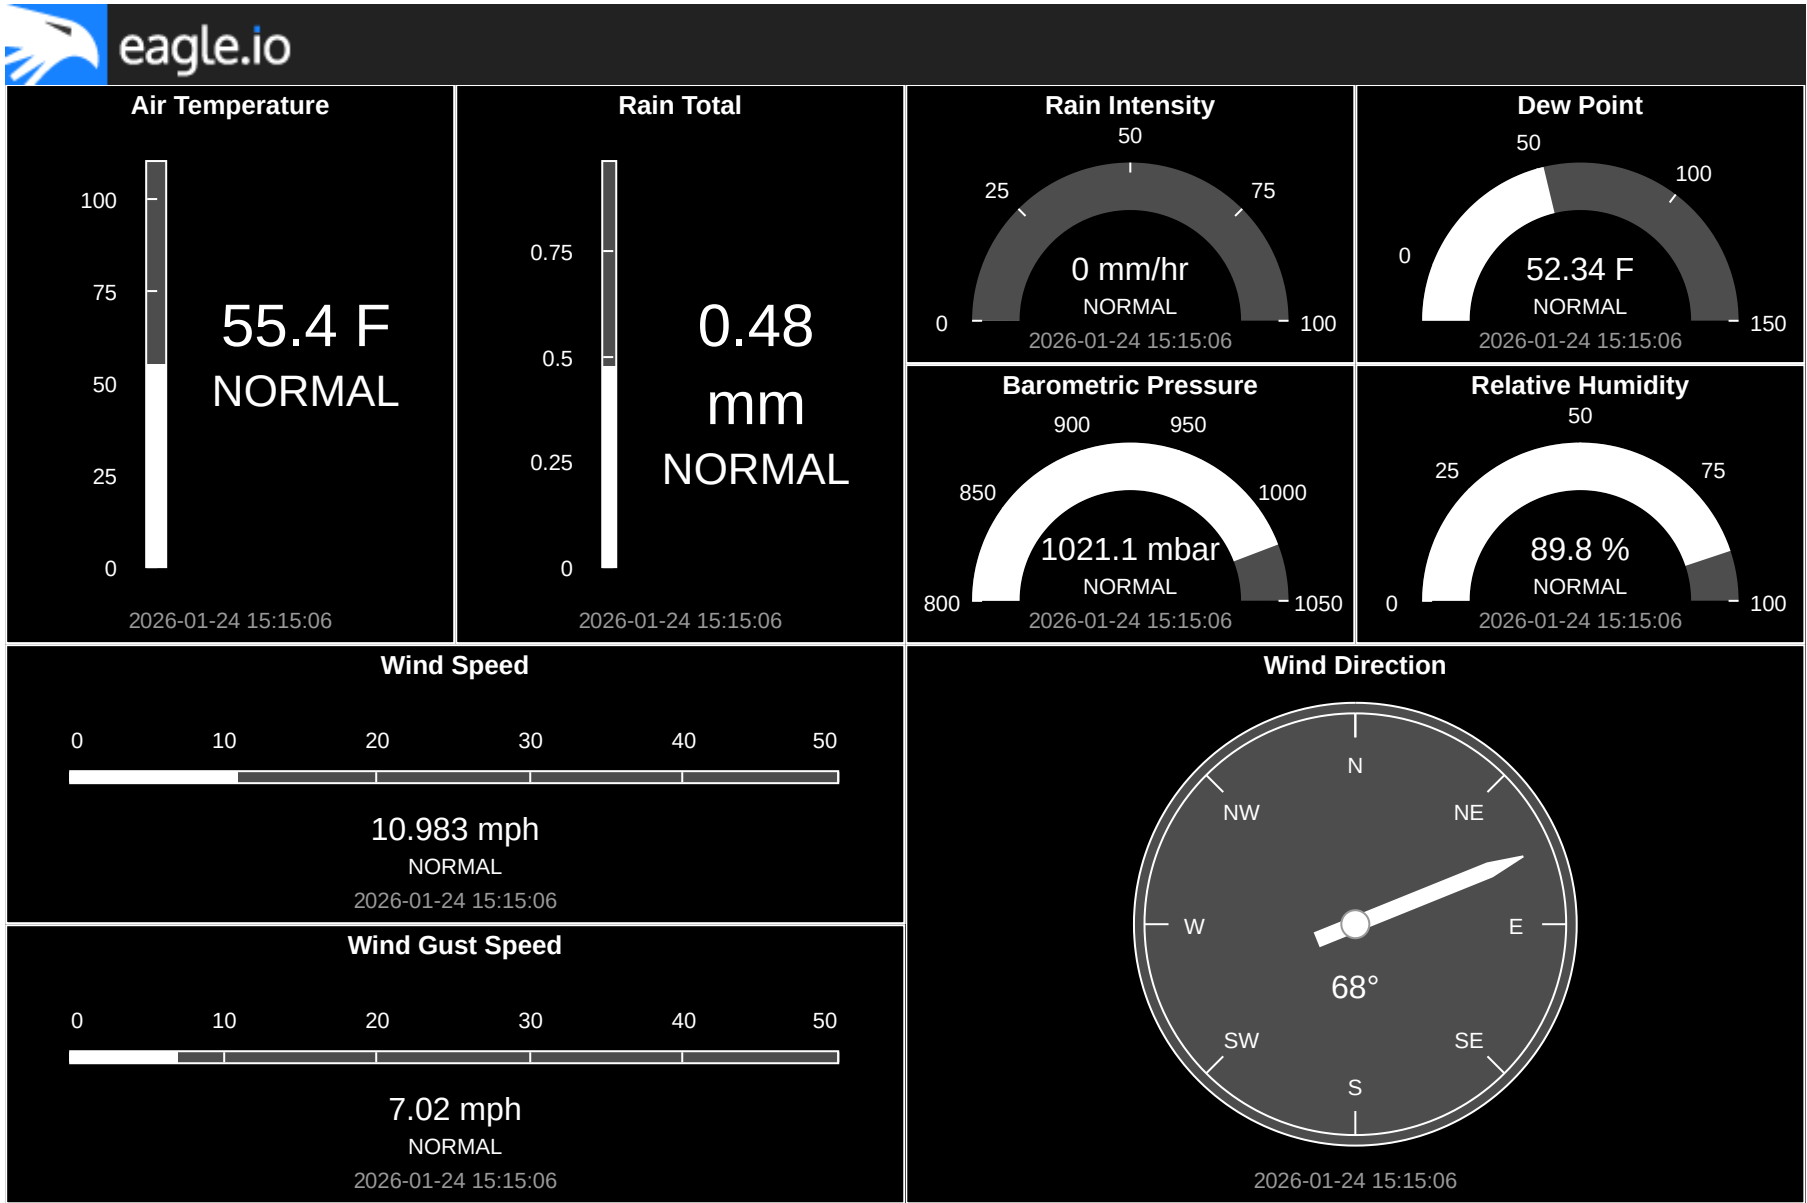 eagle.io
Air Temperature
100
75
50
25
0
55.4 F
NORMAL
2026-01-24 15:15:06
Rain Total
0.75
0.5
0.25
0
0.48
mm
NORMAL
2026-01-24 15:15:06
Rain Intensity
0
25
50
75
100
0 mm/hr
NORMAL
2026-01-24 15:15:06
Dew Point
0
50
100
150
52.34 F
NORMAL
2026-01-24 15:15:06
Barometric Pressure
800
850
900
950
1000
1050
1021.1 mbar
NORMAL
2026-01-24 15:15:06
Relative Humidity
0
25
50
75
100
89.8 %
NORMAL
2026-01-24 15:15:06
Wind Speed
0 10 20 30 40 50
10.983 mph
NORMAL
2026-01-24 15:15:06
Wind Gust Speed
0 10 20 30 40 50
7.02 mph
NORMAL
2026-01-24 15:15:06
Wind Direction
N
NW NE
W E
68°
SW SE
S
2026-01-24 15:15:06